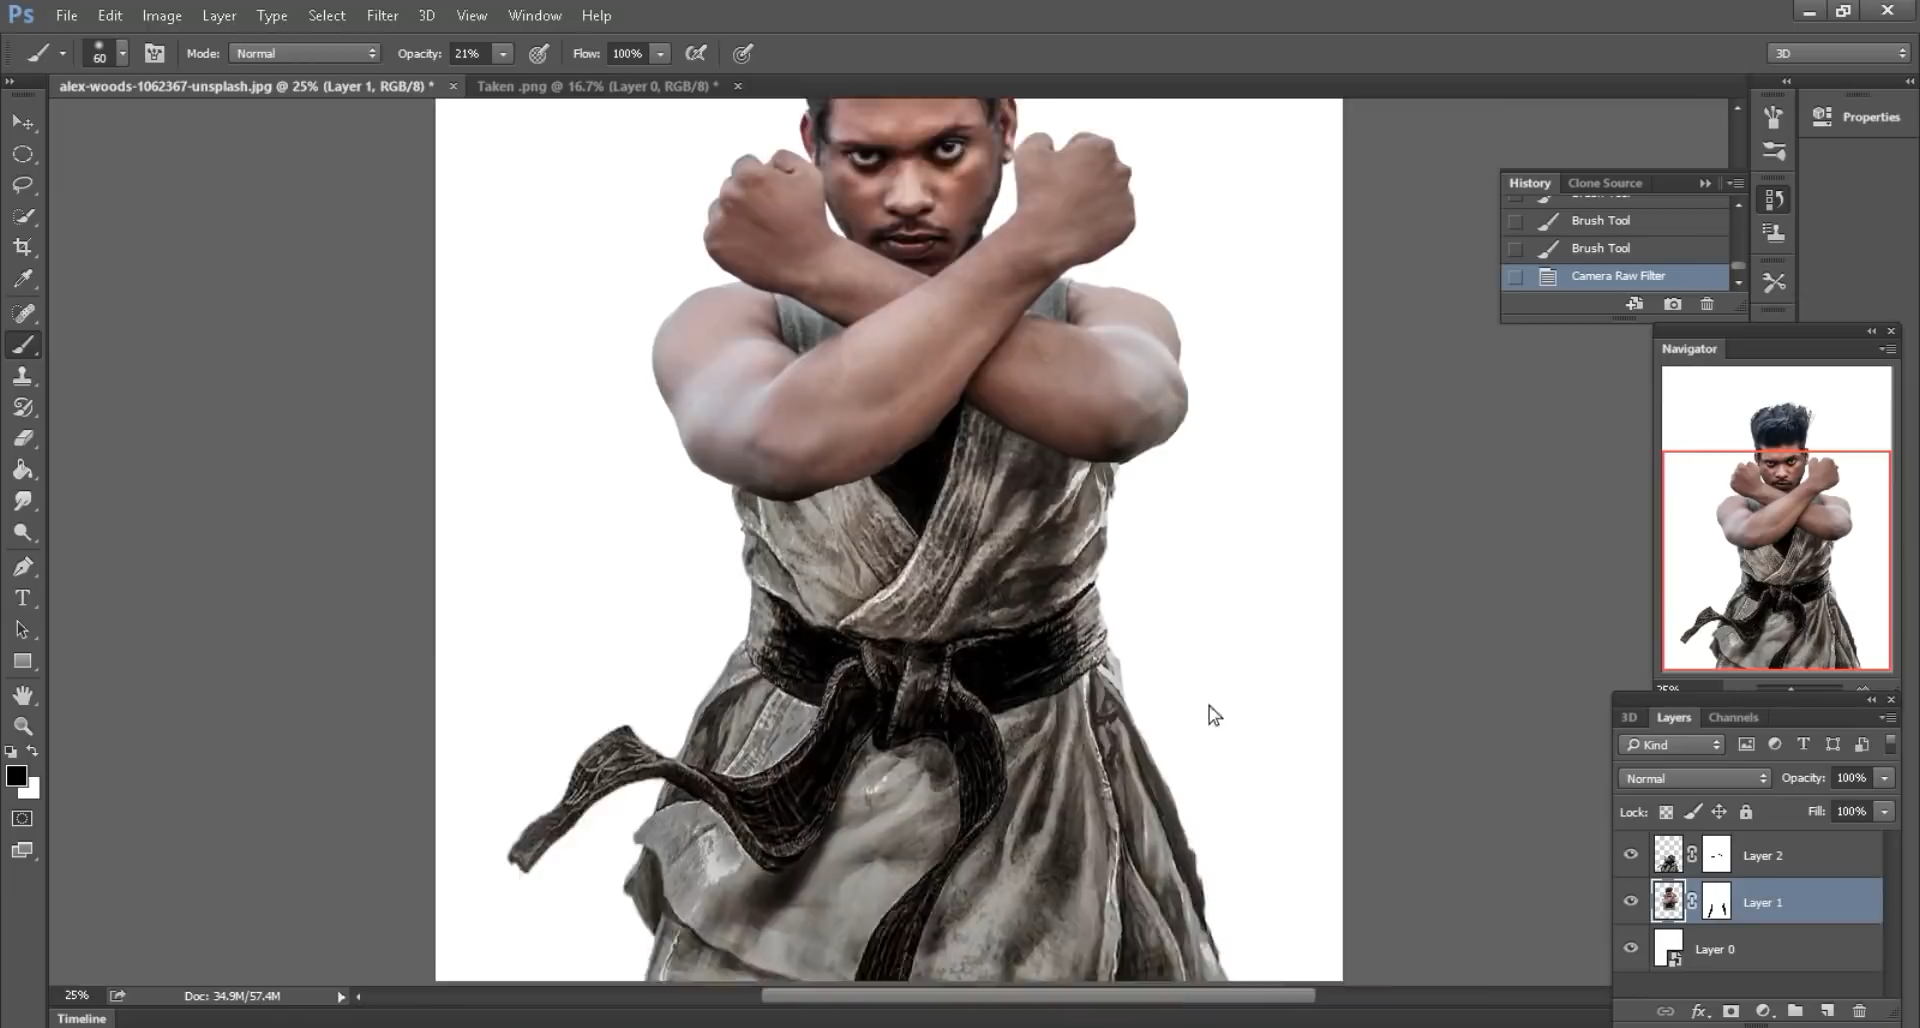 Ps File Edit Image Layer Type Select Filter 3D View Window Help
60 Mode: Normal Opacity: 21% Flow: 100% 3D
alex-woods-1062367-unsplash.jpg @ 25% (Layer 1, RGB/8) * × Taken .png @ 16.7% (Layer 0, RGB/8) * ×
Properties
History Clone Source
Brush Tool
Brush Tool
Camera Raw Filter
Navigator
25%
3D Layers Channels
Kind
Normal Opacity: 100%
Lock: Fill: 100%
Layer 2
Layer 1
Layer 0
25% Doc: 34.9M/57.4M
Timeline